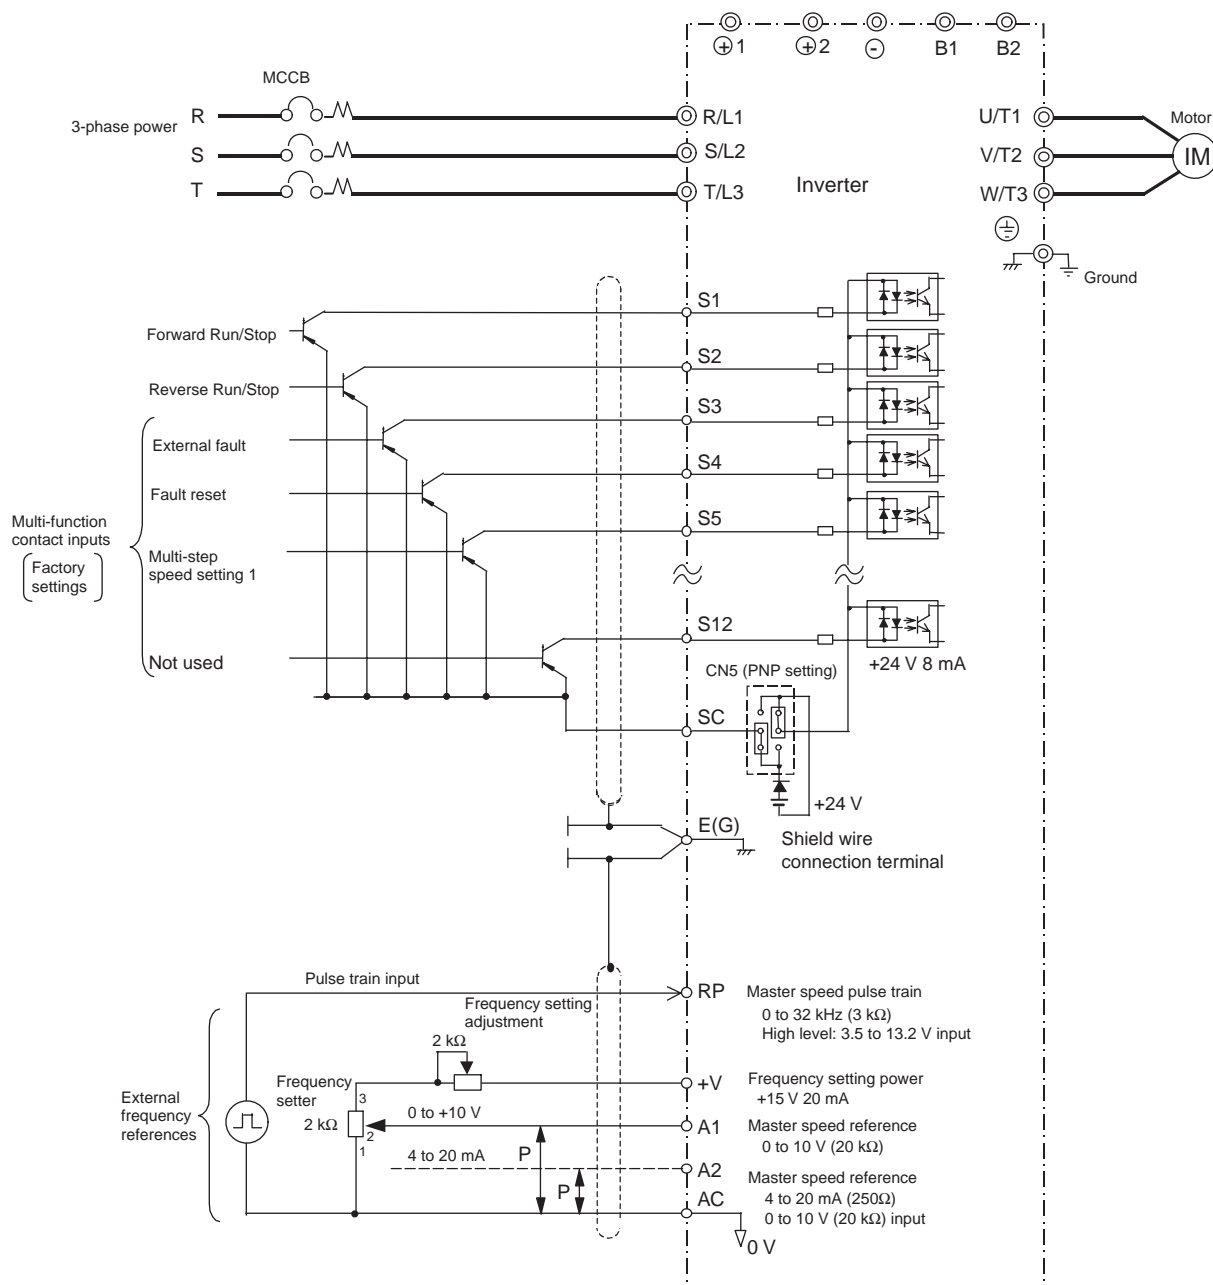 ⊕1 ⊕2 ⊖ B1 B2
MCCB
3-phase power
R
S
T
R/L1
S/L2
T/L3
Inverter
U/T1
V/T2
W/T3
Motor
IM
Ground
Forward Run/Stop
S1
Reverse Run/Stop
S2
External fault
S3
Fault reset
S4
Multi-function
contact inputs
Factory
settings
Multi-step
speed setting 1
S5
Not used
S12
+24 V 8 mA
CN5 (PNP setting)
SC
+24 V
E(G)
Shield wire
connection terminal
Pulse train input
RP
Master speed pulse train
0 to 32 kHz (3 kΩ)
High level: 3.5 to 13.2 V input
Frequency setting
adjustment
2 kΩ
External
frequency
references
Frequency
setter
3
2 kΩ
2
1
+V
Frequency setting power
+15 V 20 mA
0 to +10 V
P
A1
Master speed reference
0 to 10 V (20 kΩ)
4 to 20 mA
P
A2
Master speed reference
4 to 20 mA (250Ω)
0 to 10 V (20 kΩ) input
AC
0 V